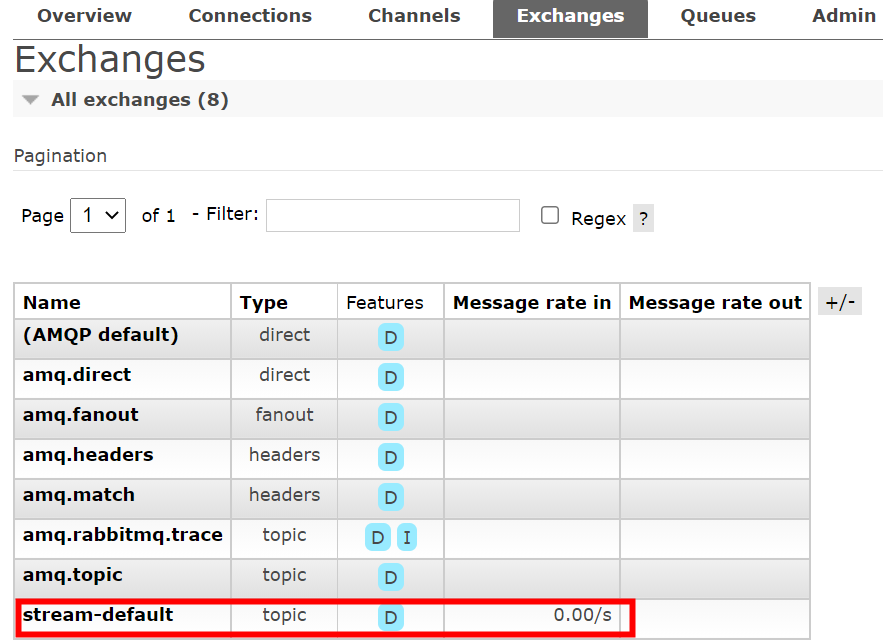 Overview Connections Channels Exchanges Queues Admin
Exchanges
All exchanges (8)
Pagination
Page 1 of 1 - Filter: Regex ?
Name Type Features Message rate in Message rate out +/-
(AMQP default) direct D
amq.direct direct D
amq.fanout fanout D
amq.headers headers D
amq.match headers D
amq.rabbitmq.trace topic D I
amq.topic topic D
stream-default topic D 0.00/s